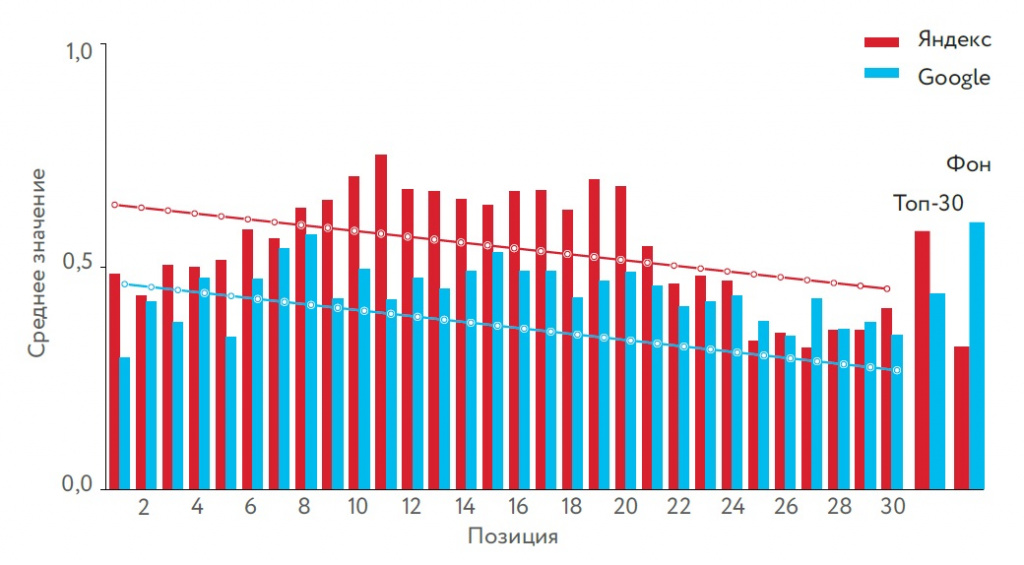 Яндекс
Google
Фон
Топ-30
Среднее значение
1,0
0,5
0,0
2 4 6 8 10 12 14 16 18 20 22 24 26 28 30
Позиция